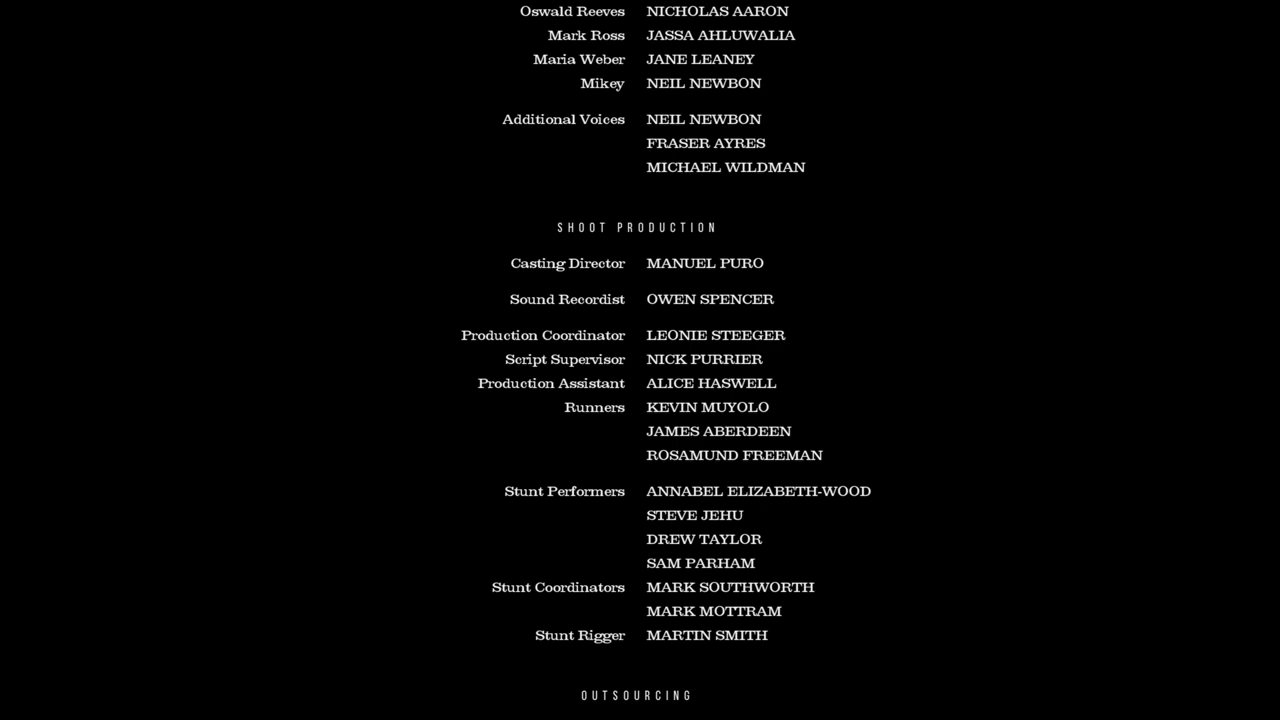 Oswald Reeves NICHOLAS AARON
Mark Ross JASSA AHLUWALIA
Maria Weber JANE LEANEY
Mikey NEIL NEWBON
Additional Voices NEIL NEWBON
FRASER AYRES
MICHAEL WILDMAN
SHOOT PRODUCTION
Casting Director MANUEL PURO
Sound Recordist OWEN SPENCER
Production Coordinator LEONIE STEEGER
Script Supervisor NICK PURRIER
Production Assistant ALICE HASWELL
Runners KEVIN MUYOLO
JAMES ABERDEEN
ROSAMUND FREEMAN
Stunt Performers ANNABEL ELIZABETH-WOOD
STEVE JEHU
DREW TAYLOR
SAM PARHAM
Stunt Coordinators MARK SOUTHWORTH
MARK MOTTRAM
Stunt Rigger MARTIN SMITH
OUTSOURCING